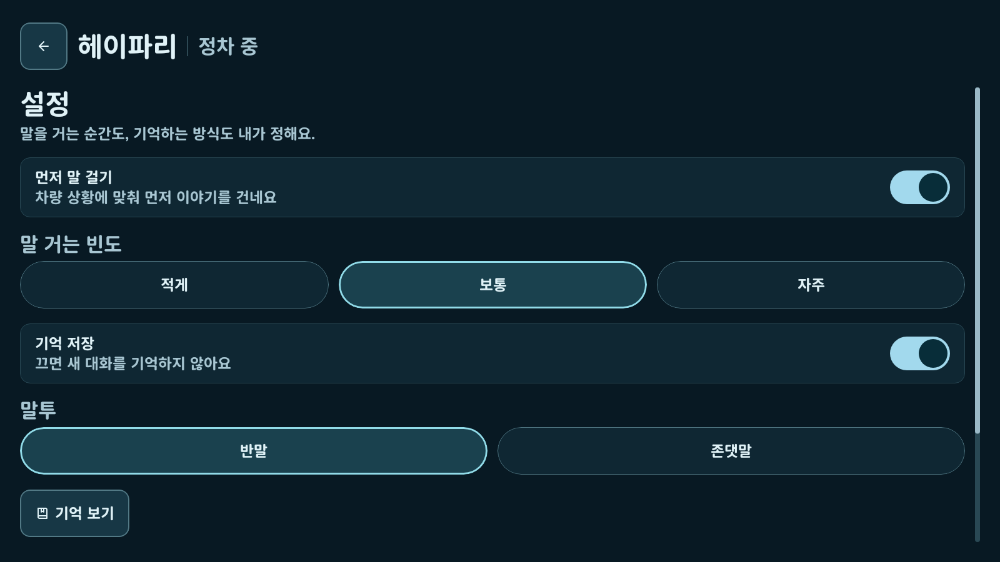 헤이파리
정차 중
설정
말을 거는 순간도, 기억하는 방식도 내가 정해요.
먼저 말 걸기
차량 상황에 맞춰 먼저 이야기를 건네요
말 거는 빈도
적게
보통
자주
기억 저장
끄면 새 대화를 기억하지 않아요
말투
반말
존댓말
기억 보기